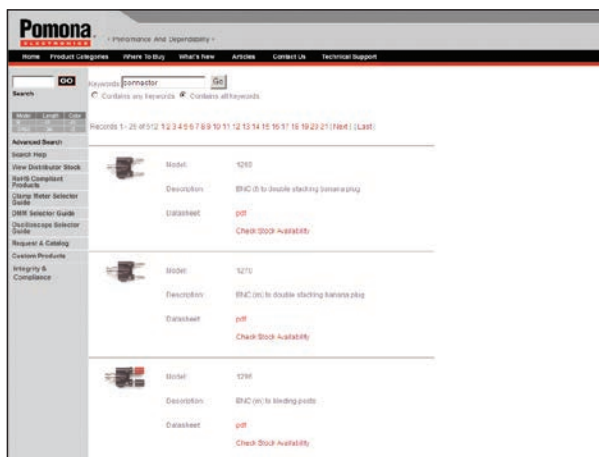 Pomona
ELECTRONICS
- Performance And Dependability -
Home Product Categories Where To Buy What's New Articles Contact Us Technical Support
GO
Search
Keywords connector Go
Contains any keywords Contains all keywords
Model Length Color
Records 1 - 25 of 512 1 2 3 4 5 6 7 8 9 10 11 12 13 14 15 16 17 18 19 20 21 | Next | | Last |
Advanced Search
Search Help
View Distributor Stock
RoHS Compliant
Products
Clamp Meter Selector
Guide
DMM Selector Guide
Oscilloscope Selector
Guide
Request A Catalog
Custom Products
Integrity &
Compliance
Model:
Description: BNC (f) to double stacking banana plug
Datasheet: pdf
Check Stock Availability
Model: 1270
Description: BNC (m) to double stacking banana plug
Datasheet: pdf
Check Stock Availability
Model: 1296
Description: BNC (m) to binding posts
Datasheet: pdf
Check Stock Availability